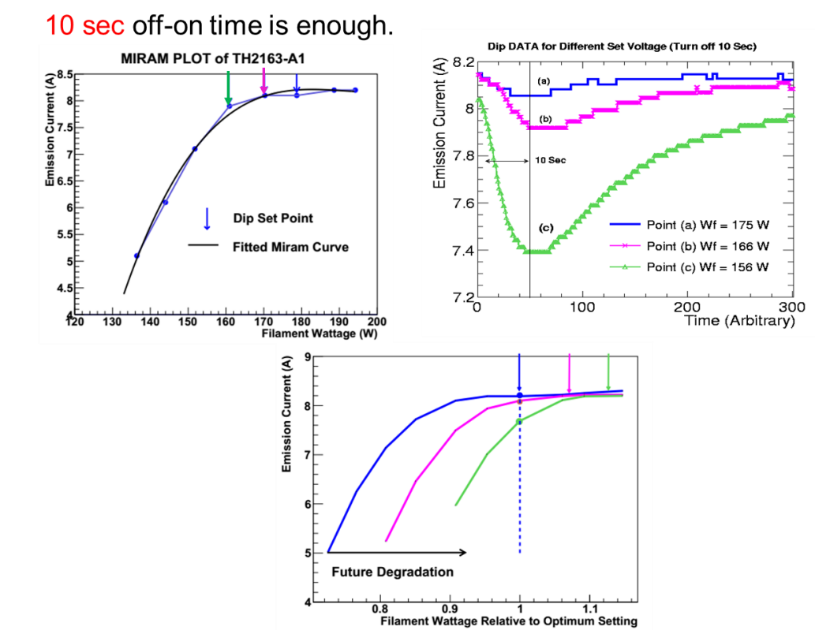 10 sec off-on time is enough.
MIRAM PLOT of TH2163-A1
Emission Current (A)
8.5
8
7.5
7
6.5
6
5.5
5
4.5
4
120 130 140 150 160 170 180 190 200
Filament Wattage (W)
Dip Set Point
Fitted Miram Curve
Dip DATA for Different Set Voltage (Turn off 10 Sec)
Emission Current (A)
8.2
8
7.8
7.6
7.4
7.2
0 100 200 300
Time (Arbitrary)
(a)
(b)
10 Sec
(c)
Point (a) Wf = 175 W
Point (b) Wf = 166 W
Point (c) Wf = 156 W
Emission Current (A)
9
8
7
6
5
4
Future Degradation
0.8 0.9 1 1.1
Filament Wattage Relative to Optimum Setting